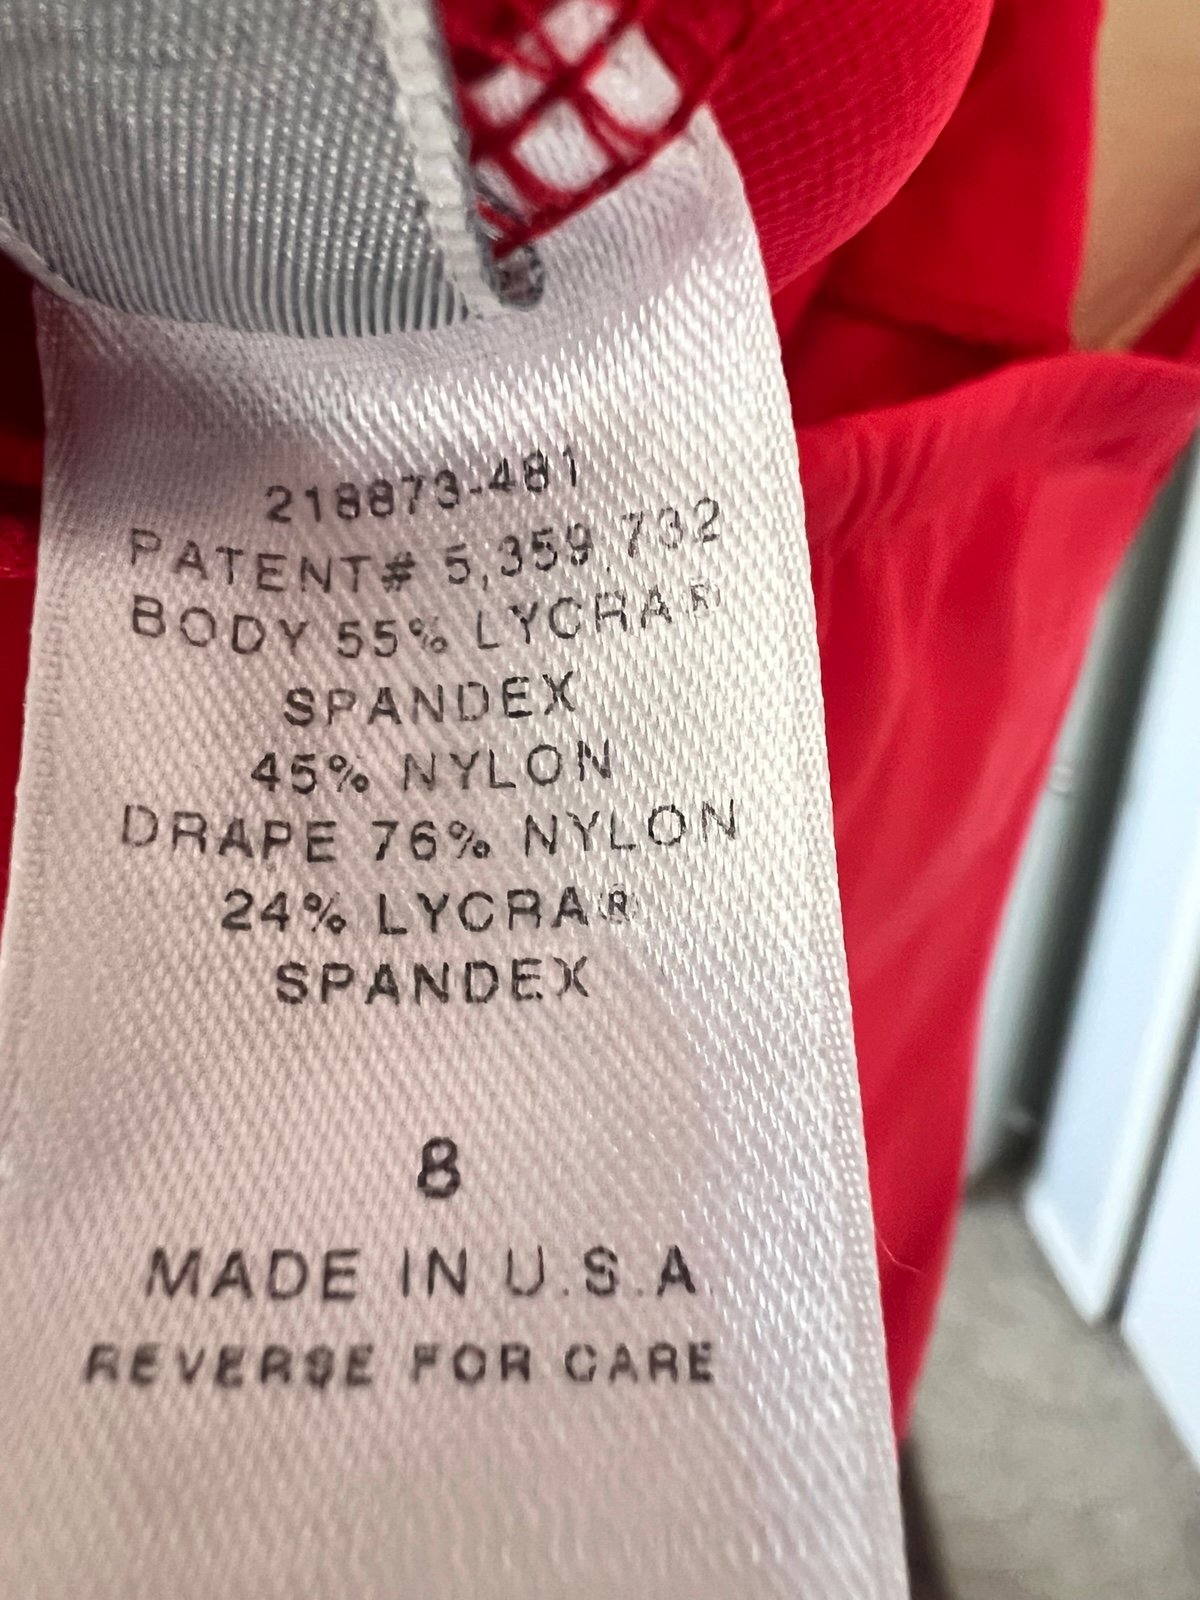 218873-481
PATENT# 5,359,732
BODY 55% LYCRA®
SPANDEX
45% NYLON
DRAPE 76% NYLON
24% LYCRA®
SPANDEX
8
MADE IN U.S.A.
REVERSE FOR CARE